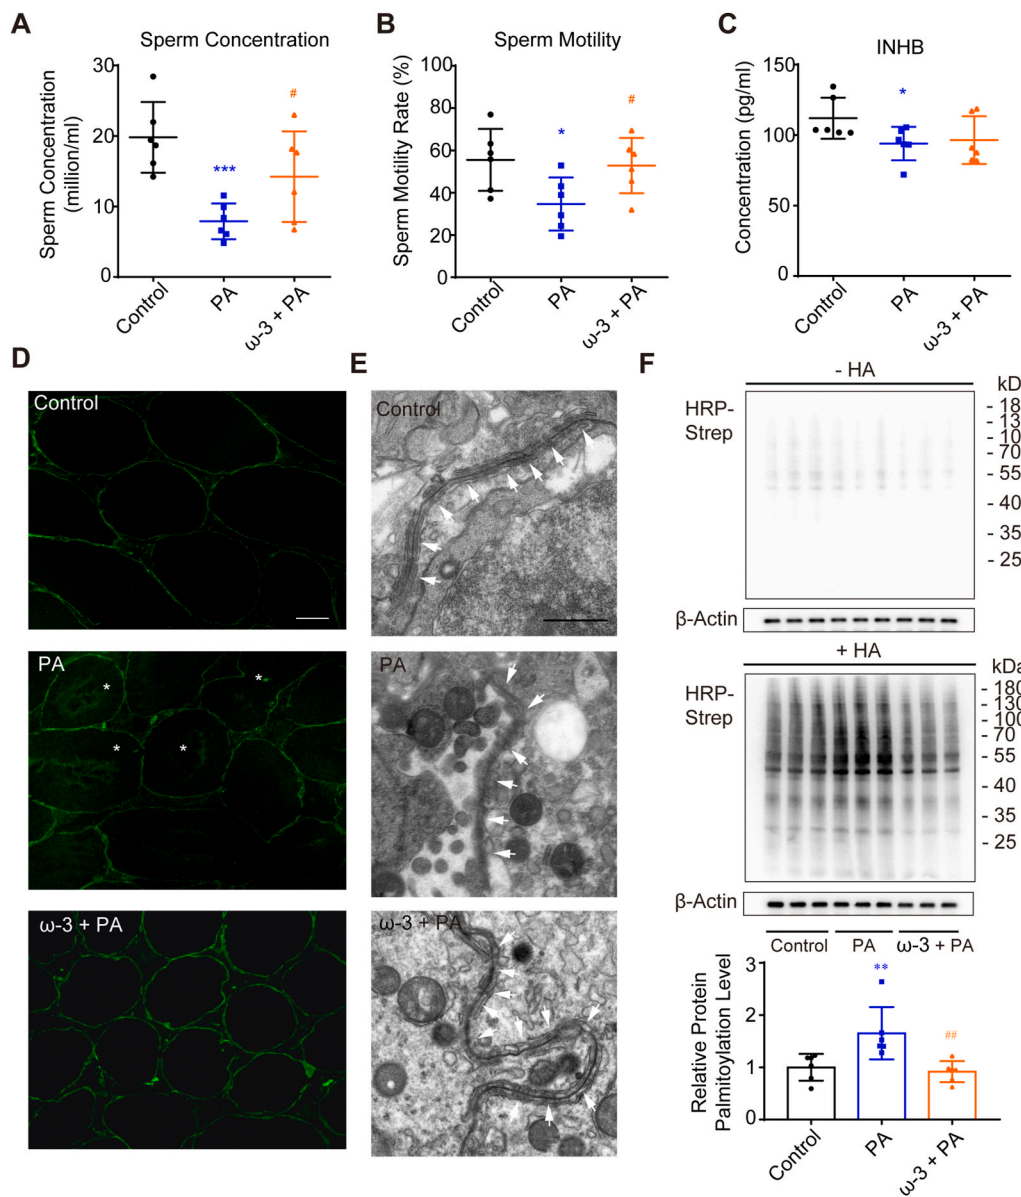 A
Sperm Concentration
Sperm Concentration
(million/ml)
30
20
10
0
***
#
Control
PA
ω-3 + PA
B
Sperm Motility
Sperm Motility Rate (%)
100
80
60
40
20
0
*
#
Control
PA
ω-3 + PA
C
INHB
Concentration (pg/ml)
150
100
50
0
*
Control
PA
ω-3 + PA
D
Control
PA
*
*
*
*
ω-3 + PA
E
Control
PA
ω-3 + PA
F
- HA
kD
HRP-
Strep
- 18
- 13
- 10
- 70
- 55
- 40
- 35
- 25
β-Actin
+ HA
kDa
HRP-
Strep
- 180
- 130
- 100
- 70
- 55
- 40
- 35
- 25
β-Actin
Control
PA
ω-3 + PA
Relative Protein
Palmitoylation Level
3
2
1
0
**
##
Control
PA
ω-3 + PA